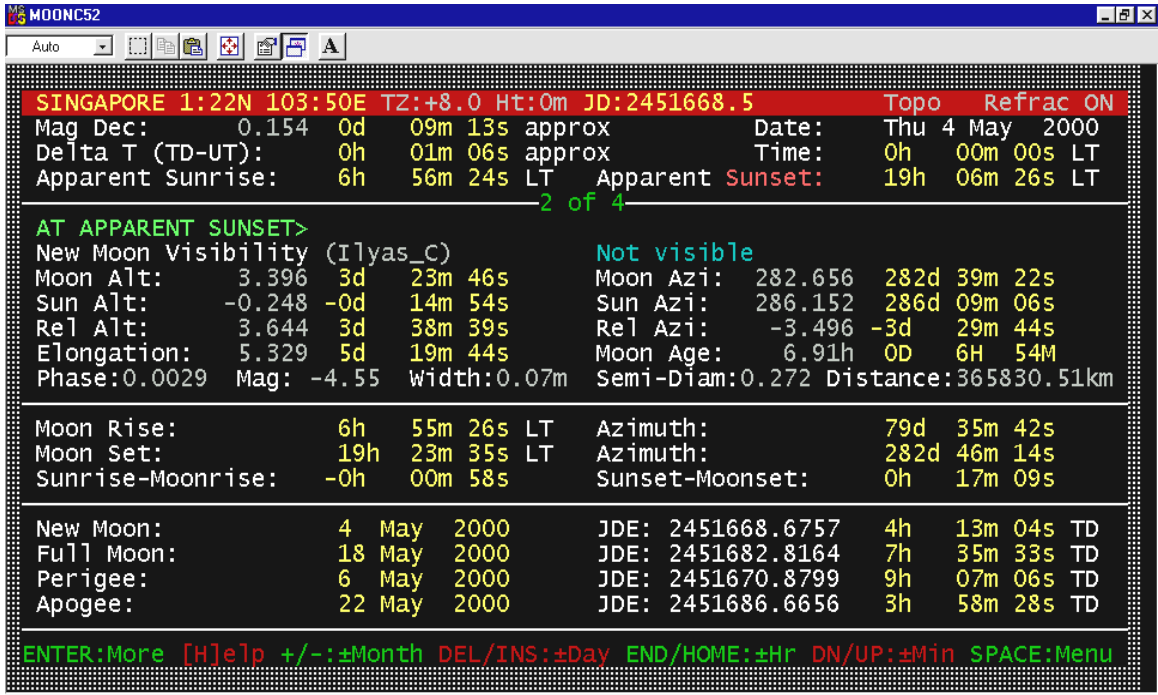 MOONC52
Auto A
SINGAPORE 1:22N 103:50E TZ:+8.0 Ht:0m JD:2451668.5 Topo Refrac ON
Mag Dec: 0.154 0d 09m 13s approx Date: Thu 4 May 2000
Delta T (TD-UT): 0h 01m 06s approx Time: 0h 00m 00s LT
Apparent Sunrise: 6h 56m 24s LT Apparent Sunset: 19h 06m 26s LT
2 of 4
AT APPARENT SUNSET>
New Moon Visibility (Ilyas_C) Not visible
Moon Alt: 3.396 3d 23m 46s Moon Azi: 282.656 282d 39m 22s
Sun Alt: -0.248 -0d 14m 54s Sun Azi: 286.152 286d 09m 06s
Rel Alt: 3.644 3d 38m 39s Rel Azi: -3.496 -3d 29m 44s
Elongation: 5.329 5d 19m 44s Moon Age: 6.91h 0D 6H 54M
Phase:0.0029 Mag: -4.55 Width:0.07m Semi-Diam:0.272 Distance:365830.51km
Moon Rise: 6h 55m 26s LT Azimuth: 79d 35m 42s
Moon Set: 19h 23m 35s LT Azimuth: 282d 46m 14s
Sunrise-Moonrise: -0h 00m 58s Sunset-Moonset: 0h 17m 09s
New Moon: 4 May 2000 JDE: 2451668.6757 4h 13m 04s TD
Full Moon: 18 May 2000 JDE: 2451682.8164 7h 35m 33s TD
Perigee: 6 May 2000 JDE: 2451670.8799 9h 07m 06s TD
Apogee: 22 May 2000 JDE: 2451686.6656 3h 58m 28s TD
ENTER:More [H]elp +/-:±Month DEL/INS:±Day END/HOME:±Hr DN/UP:±Min SPACE:Menu